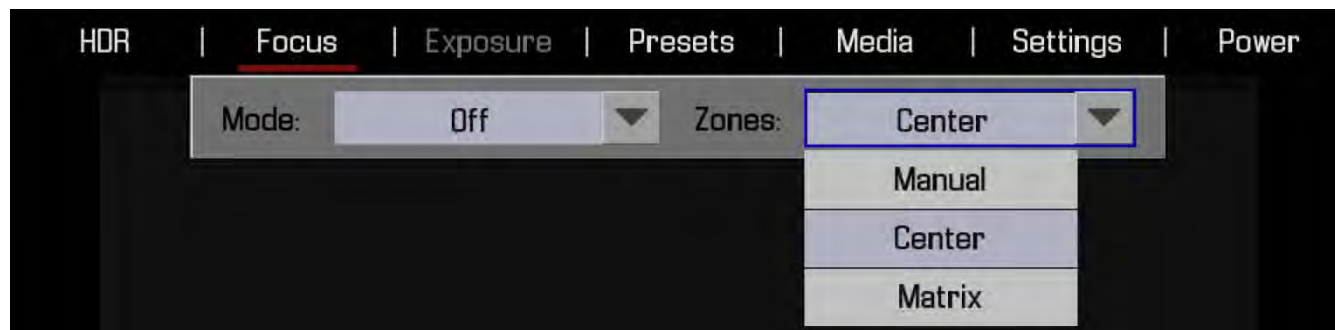 HDR | Focus | Exposure | Presets | Media | Settings | Power
Mode: Off Zones: Center
Manual
Center
Matrix